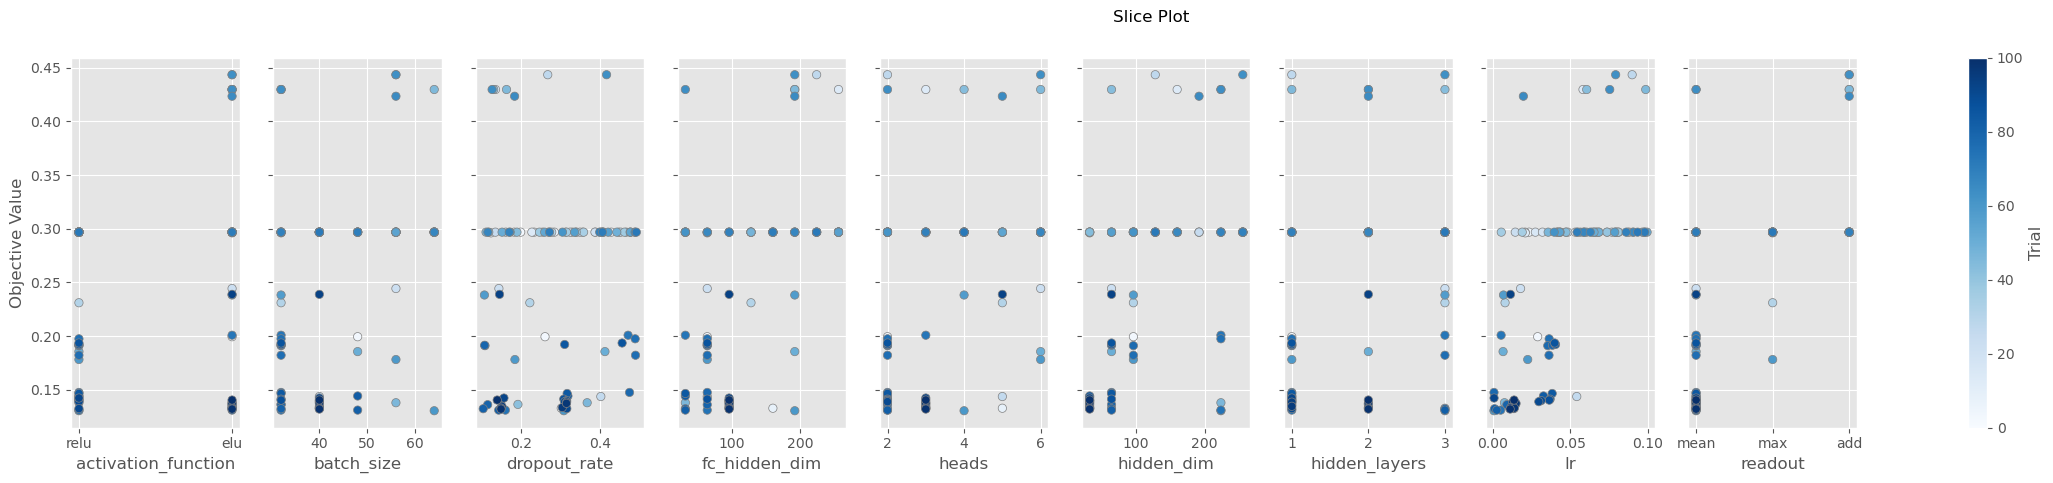 Slice Plot
Objective Value
0.45
0.40
0.35
0.30
0.25
0.20
0.15
relu elu
activation_function
40 50 60
batch_size
0.2 0.4
dropout_rate
100 200
fc_hidden_dim
2 4 6
heads
100 200
hidden_dim
1 2 3
hidden_layers
0.00 0.05 0.10
lr
mean max add
readout
100
80
60
40
20
0
Trial